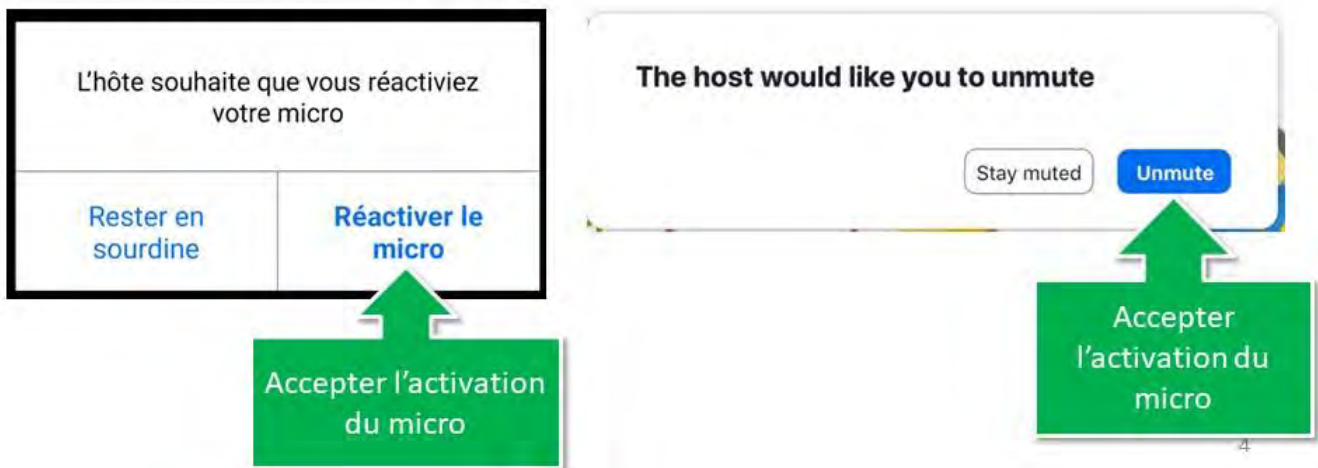 L'hôte souhaite que vous réactiviez
votre micro
Rester en
sourdine
Réactiver le
micro
Accepter l'activation
du micro
The host would like you to unmute
Stay muted
Unmute
Accepter
l'activation du
micro
4